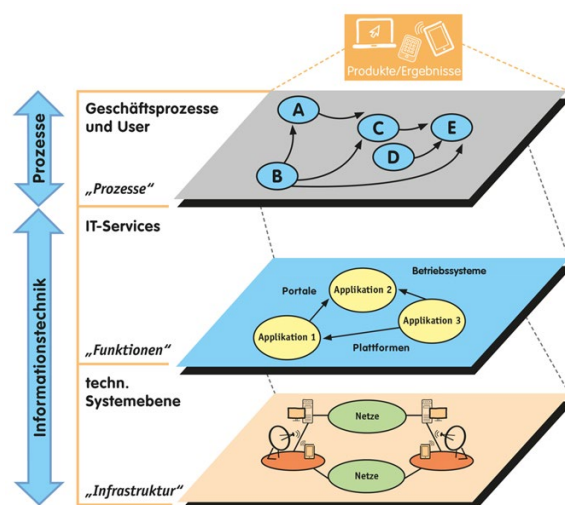 Produkte/Ergebnisse
Prozesse
Geschäftsprozesse
und User
„Prozesse“
A
B
C
D
E
Informationstechnik
IT-Services
„Funktionen“
Portale
Betriebssysteme
Plattformen
Applikation 1
Applikation 2
Applikation 3
techn.
Systemebene
„Infrastruktur“
Netze
Netze